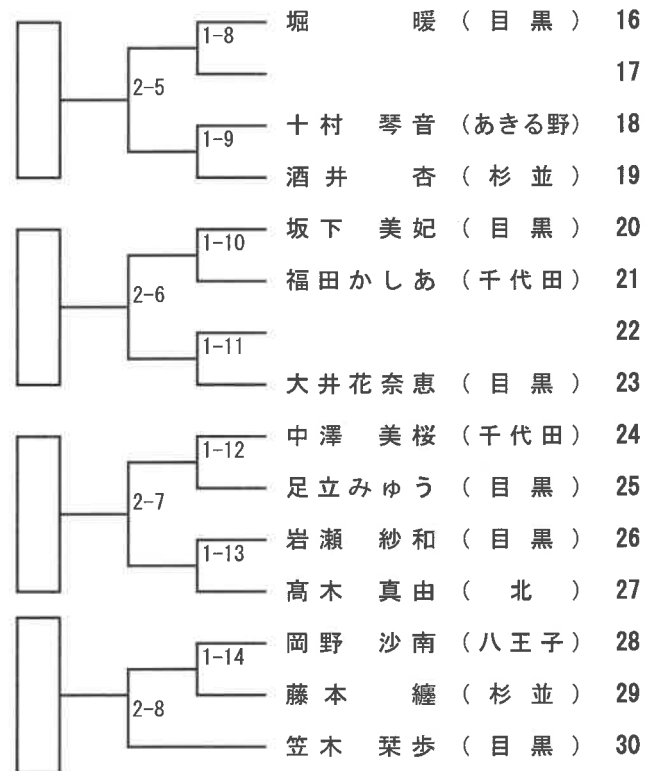 1-8 堀 暖 (目黒) 16
17
2-5
1-9 十村 琴音 (あきる野) 18
酒井 杏 (杉並) 19
1-10 坂下 美妃 (目黒) 20
福田かしあ (千代田) 21
2-6
22
1-11
大井花奈恵 (目黒) 23
1-12 中澤 美桜 (千代田) 24
足立みゅう (目黒) 25
2-7
1-13 岩瀬 紗和 (目黒) 26
髙木 真由 (北) 27
1-14 岡野 沙南 (八王子) 28
藤本 纏 (杉並) 29
2-8
笠木 栞歩 (目黒) 30